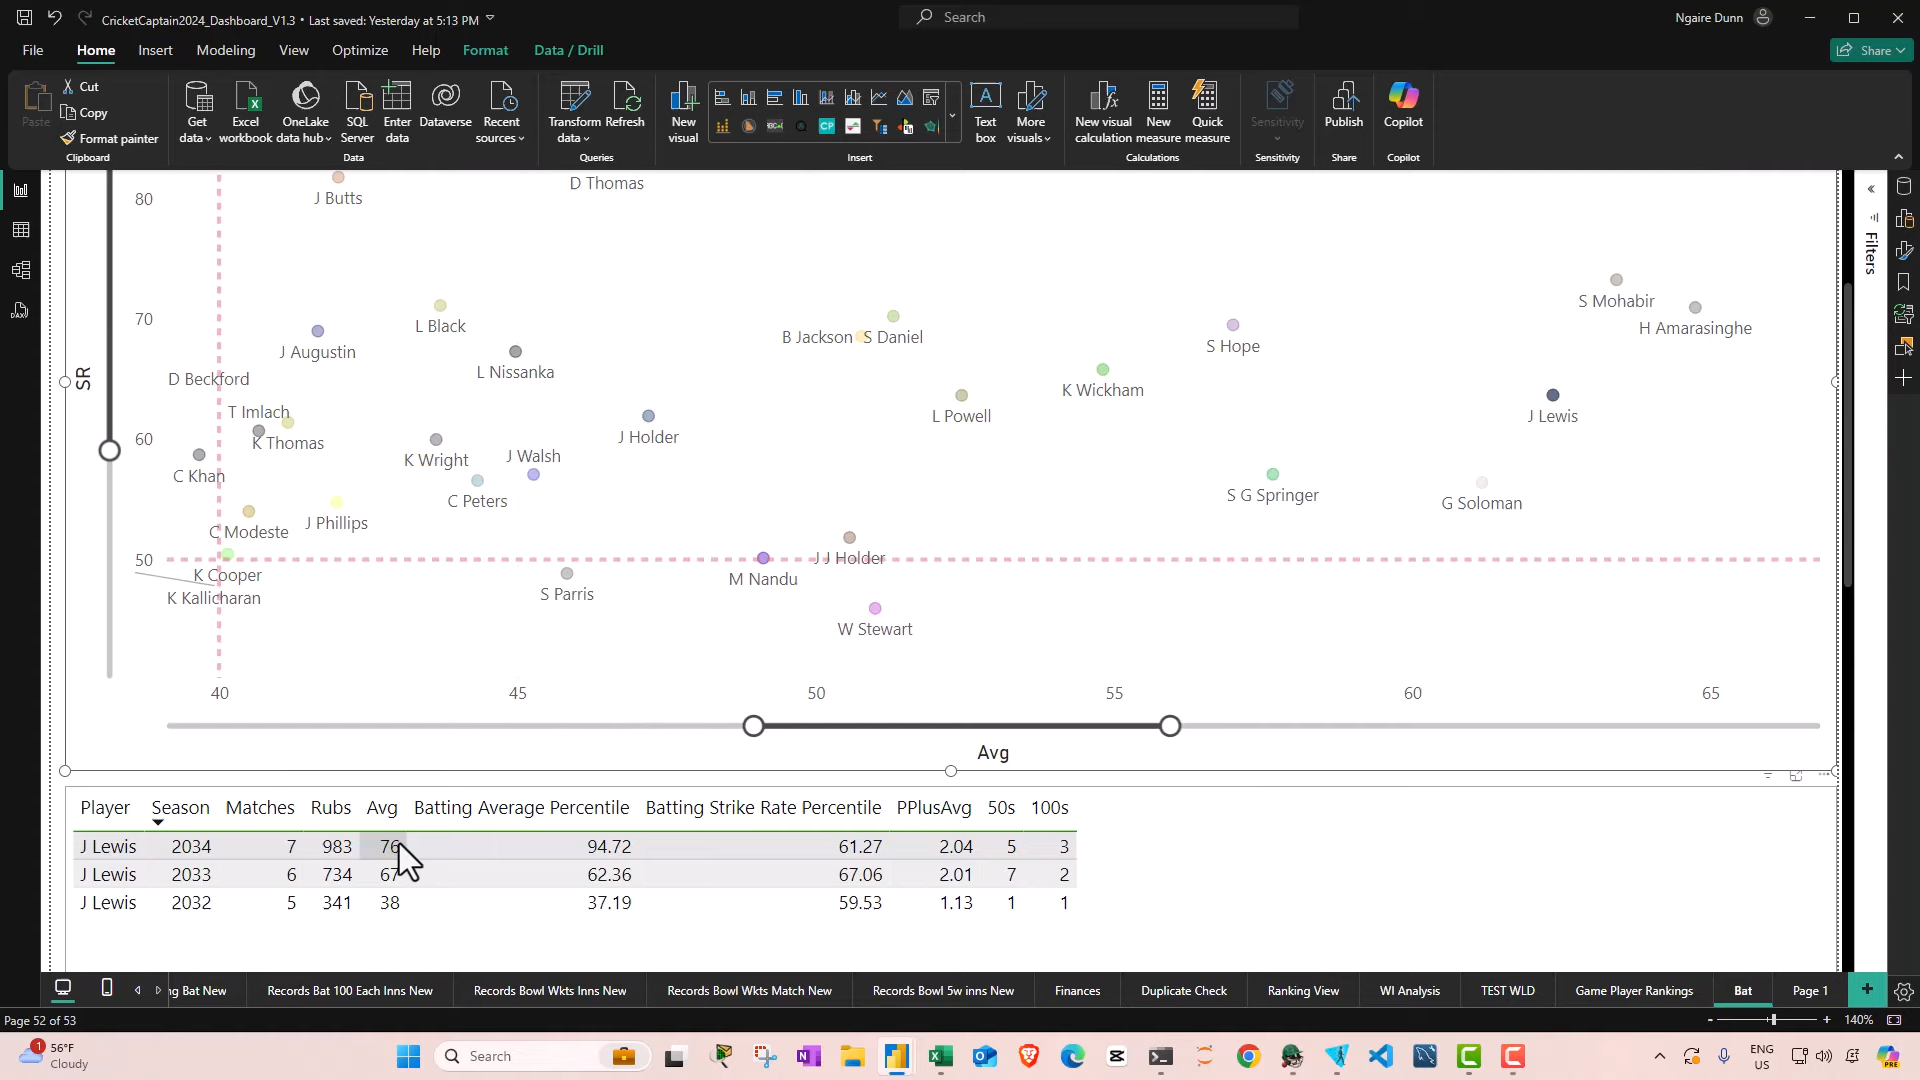 CricketCaptain2024_Dashboard_V1.3 • Last saved: Yesterday at 5:13 PM
Search
Ngaire Dunn
File Home Insert Modeling View Optimize Help Format Data / Drill
Share
Paste
Cut
Copy
Format painter
Clipboard
Get data
Excel workbook
OneLake data hub
SQL Server
Enter data
Dataverse
Recent sources
Data
Transform data
Refresh
Queries
New visual
Text box
More visuals
Insert
New visual calculation
New measure
Quick measure
Calculations
Sensitivity
Sensitivity
Publish
Share
Copilot
Copilot
Filters
SR
80
70
60
50
D Thomas
J Butts
S Mohabir
L Black
H Amarasinghe
B Jackson
S Daniel
S Hope
J Augustin
L Nissanka
D Beckford
K Wickham
T Imlach
L Powell
J Lewis
K Thomas
J Holder
K Wright
J Walsh
C Khan
S G Springer
C Peters
G Soloman
J Phillips
C Modeste
J J Holder
K Cooper
M Nandu
K Kallicharan
S Parris
W Stewart
40 45 50 55 60 65
Avg
Player Season Matches Rubs Avg Batting Average Percentile Batting Strike Rate Percentile PPlusAvg 50s 100s
J Lewis 2034 7 983 76 94.72 61.27 2.04 5 3
J Lewis 2033 6 734 67 62.36 67.06 2.01 7 2
J Lewis 2032 5 341 38 37.19 59.53 1.13 1 1
ng Bat New Records Bat 100 Each Inns New Records Bowl Wkts Inns New Records Bowl Wkts Match New Records Bowl 5w inns New Finances Duplicate Check Ranking View WI Analysis TEST WLD Game Player Rankings Bat Page 1
Page 52 of 53
140%
1
56°F
Cloudy
Search
ENG
US